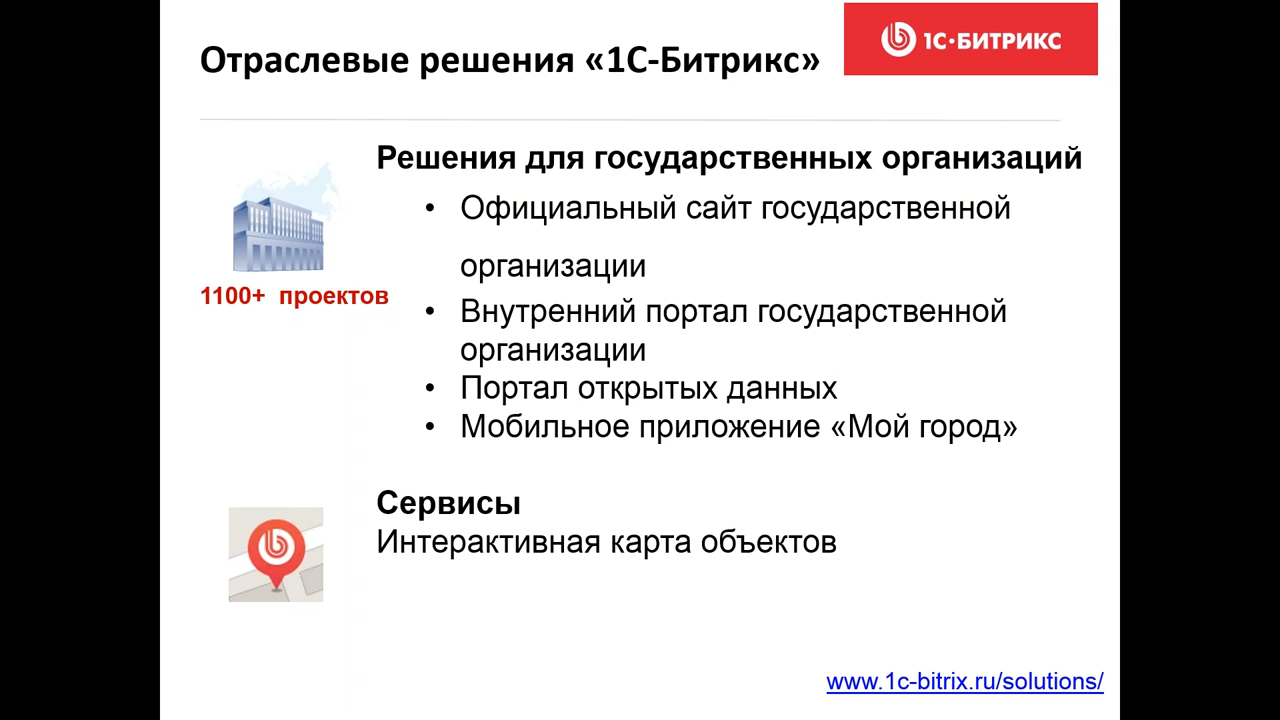 Отраслевые решения «1С-Битрикс»
1С·БИТРИКС
Решения для государственных организаций
• Официальный сайт государственной
организации
1100+ проектов
• Внутренний портал государственной
организации
• Портал открытых данных
• Мобильное приложение «Мой город»
Сервисы
Интерактивная карта объектов
www.1c-bitrix.ru/solutions/